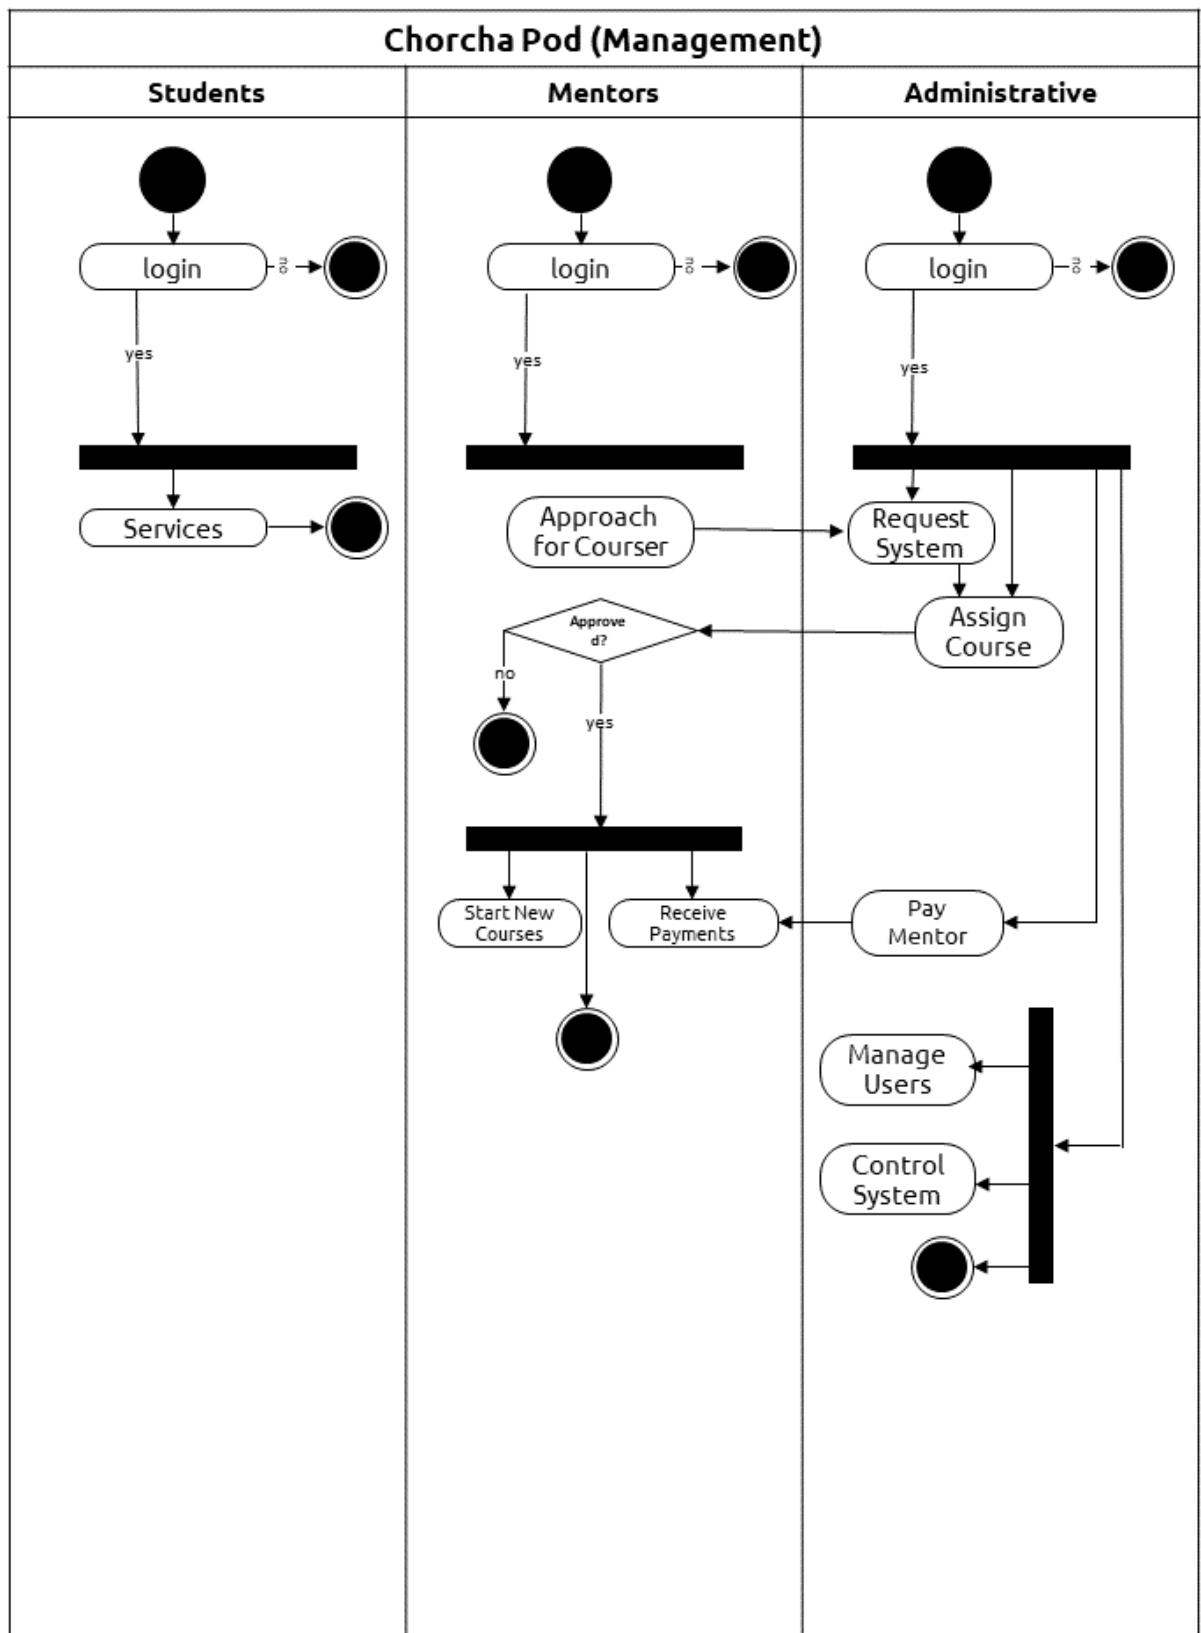 Chorcha Pod (Management)
Students
Mentors
Administrative
login
no
login
no
login
no
yes
yes
yes
Services
Approach
for Courser
Request
System
Approve
d?
Assign
Course
no
yes
Start New
Courses
Receive
Payments
Pay
Mentor
Manage
Users
Control
System